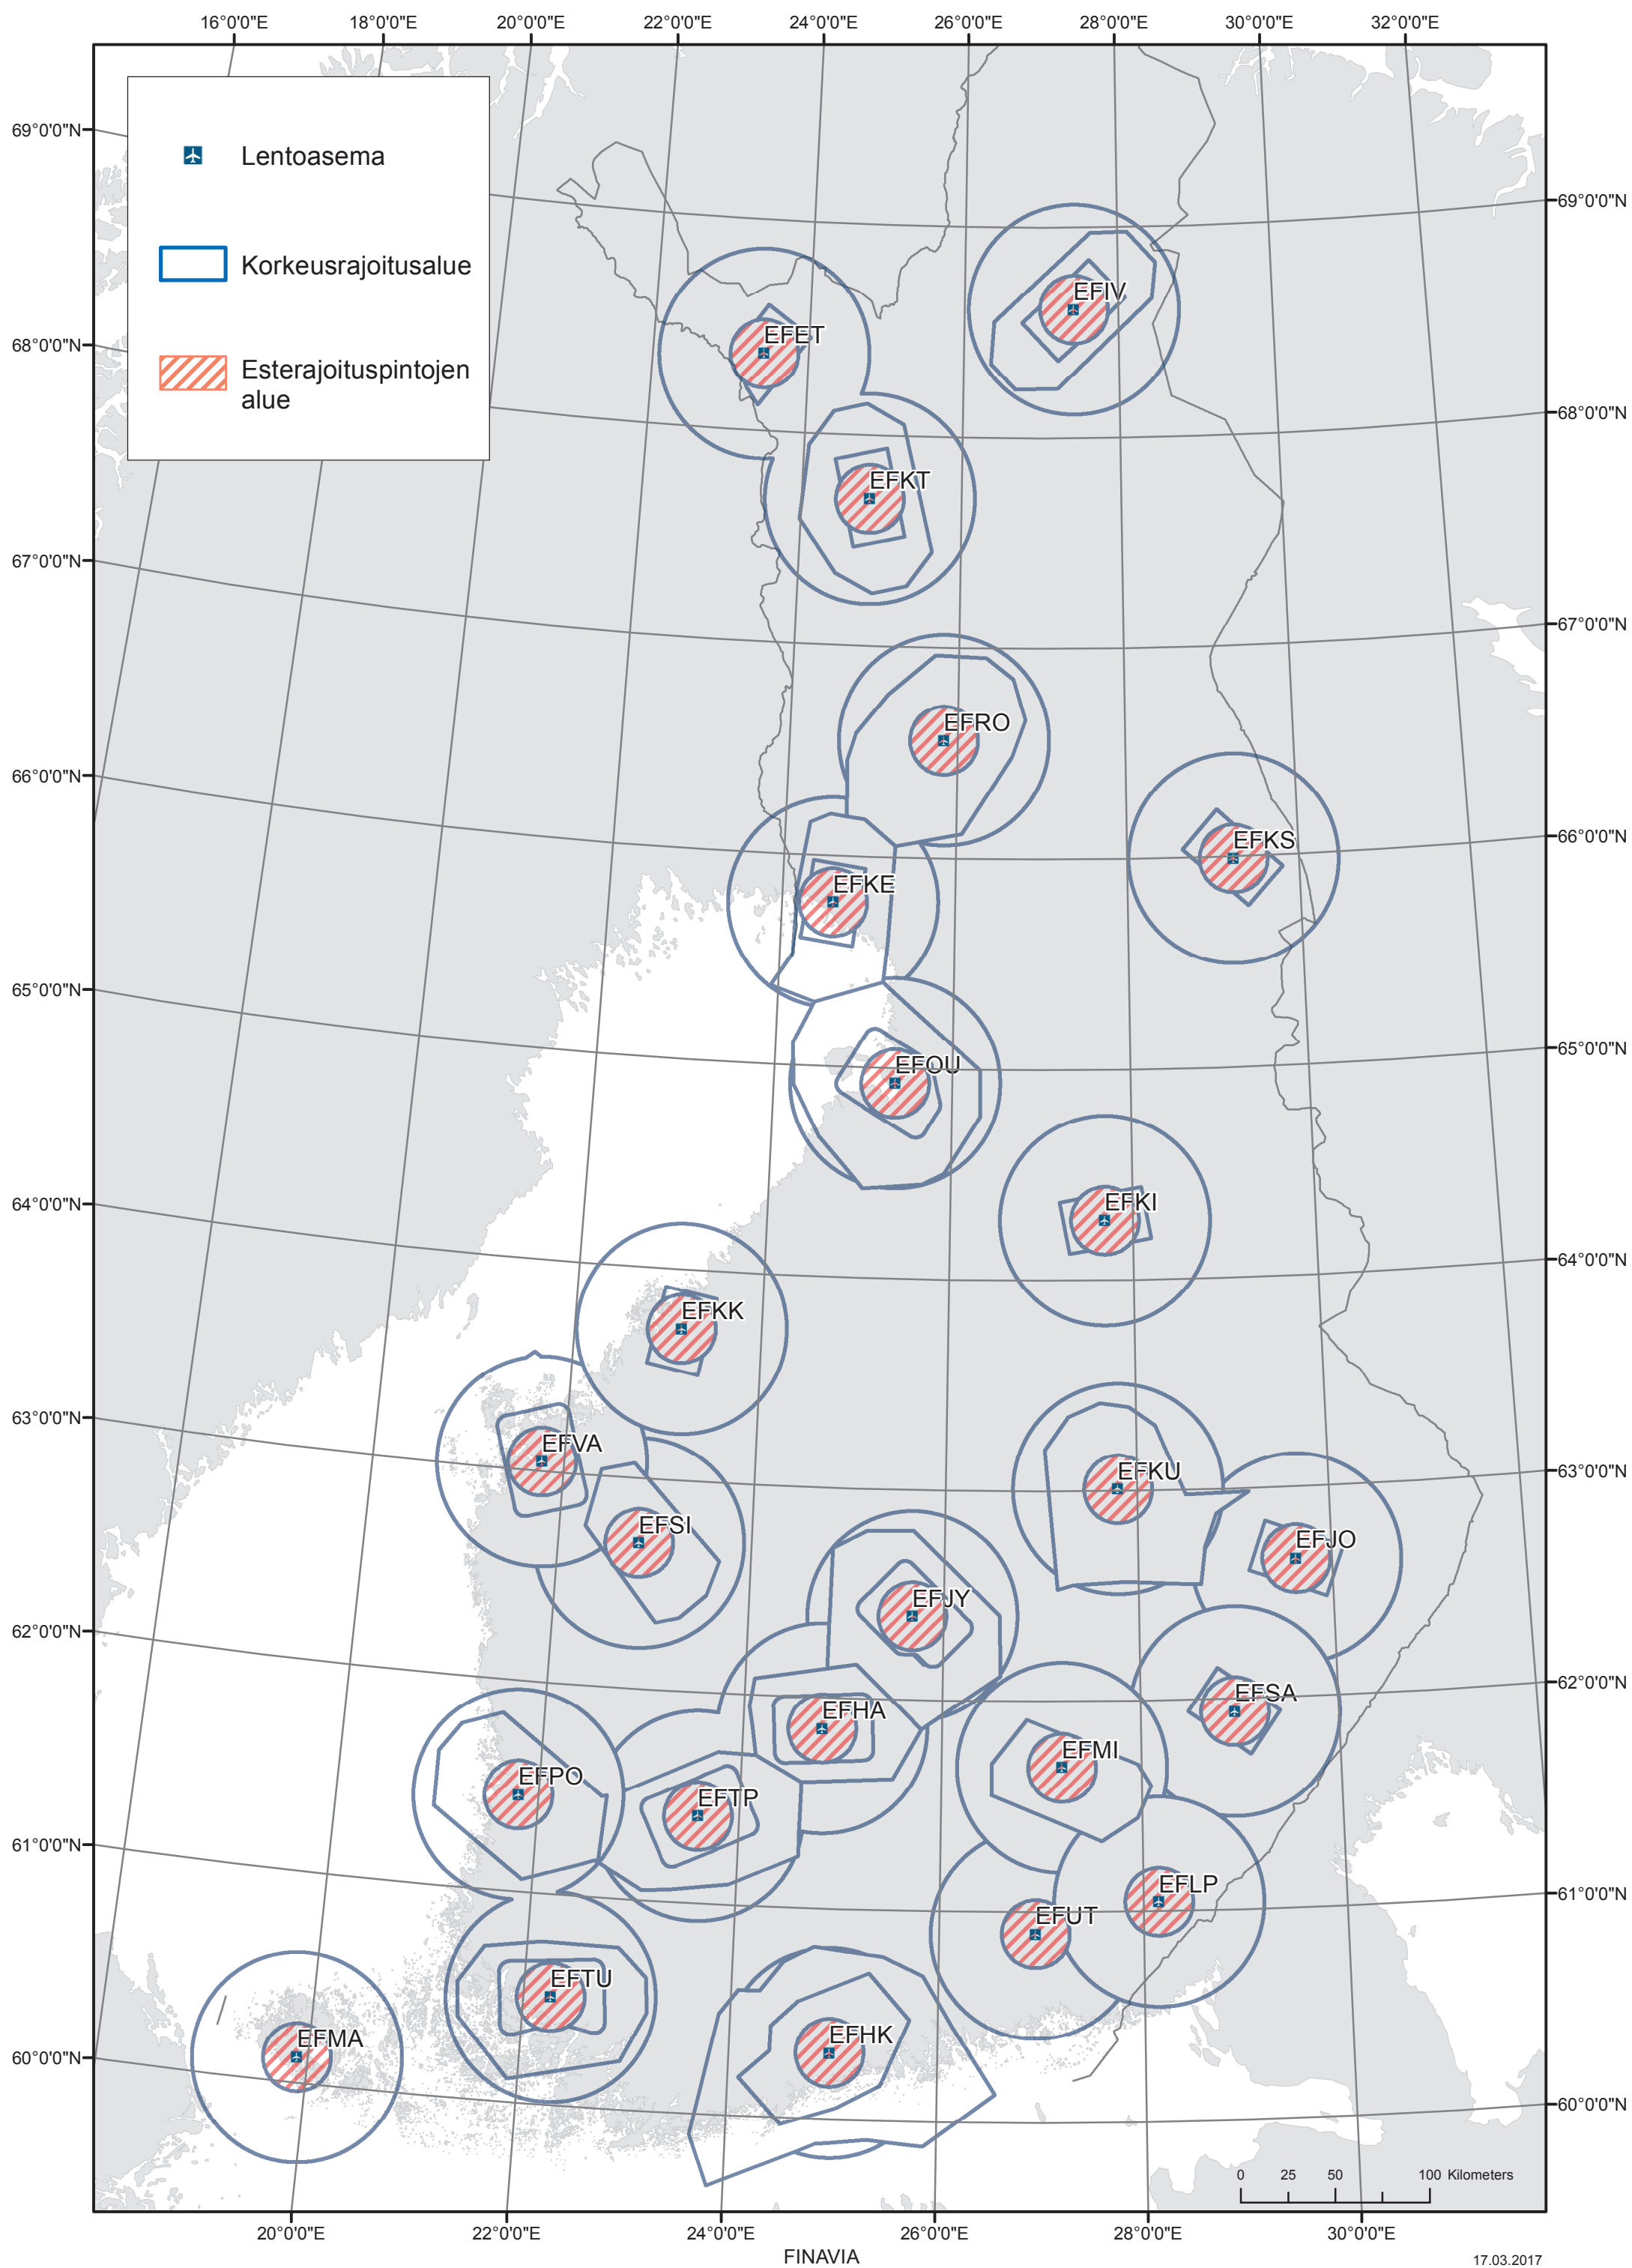 16°0'0"E 18°0'0"E 20°0'0"E 22°0'0"E 24°0'0"E 26°0'0"E 28°0'0"E 30°0'0"E 32°0'0"E
69°0'0"N
Lentoasema
69°0'0"N
Korkeusrajoitusalue
EFIV
EFET
68°0'0"N
Esterajoituspintojen
alue
68°0'0"N
EFKT
67°0'0"N
67°0'0"N
EFRO
66°0'0"N
66°0'0"N
EFKS
EFKE
65°0'0"N
65°0'0"N
EFOU
64°0'0"N
EFKI
64°0'0"N
EFKK
63°0'0"N
EFVA
63°0'0"N
EFKU
EFSI
EFJO
EFJY
62°0'0"N
62°0'0"N
EFSA
EFHA
EFMI
EFPO
EFTP
61°0'0"N
EFLP
61°0'0"N
EFUT
EFTU
EFHK
EFMA
60°0'0"N
60°0'0"N
0 25 50 100 Kilometers
20°0'0"E 22°0'0"E 24°0'0"E 26°0'0"E 28°0'0"E 30°0'0"E
FINAVIA
17.03.2017